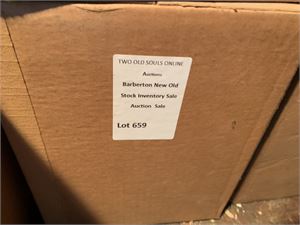 TWO OLD SOULS ONLINE
Auctions
Barberton New Old
Stock Inventory Sale
Auction Sale
Lot 659